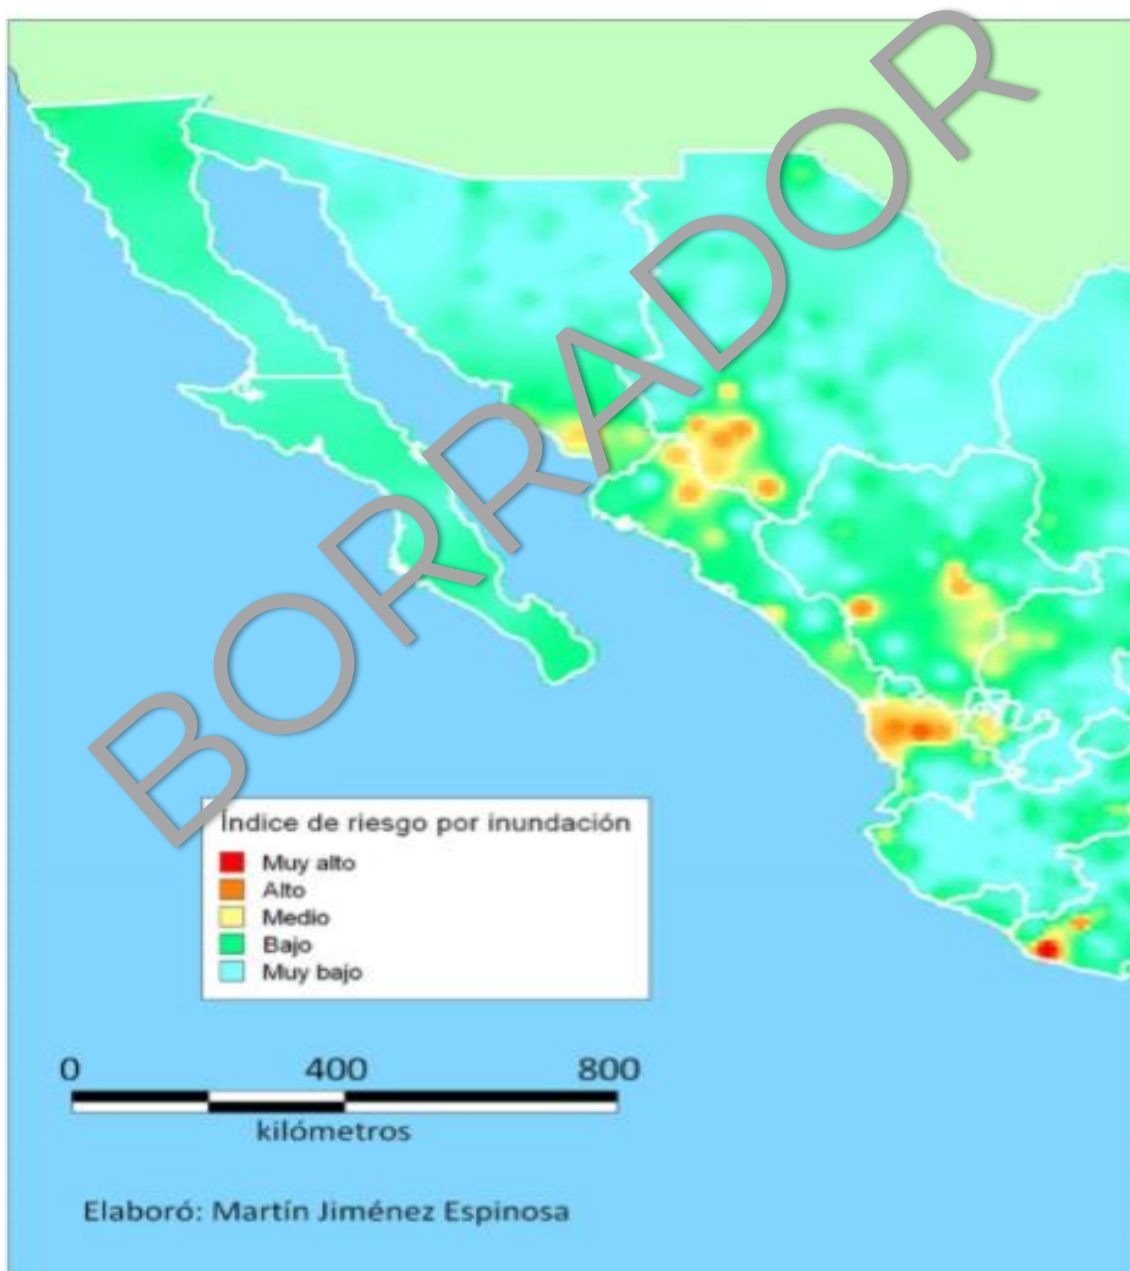 BORRADOR
Índice de riesgo por inundación
Muy alto
Alto
Medio
Bajo
Muy bajo
0 400 800
kilómetros
Elaboró: Martín Jiménez Espinosa